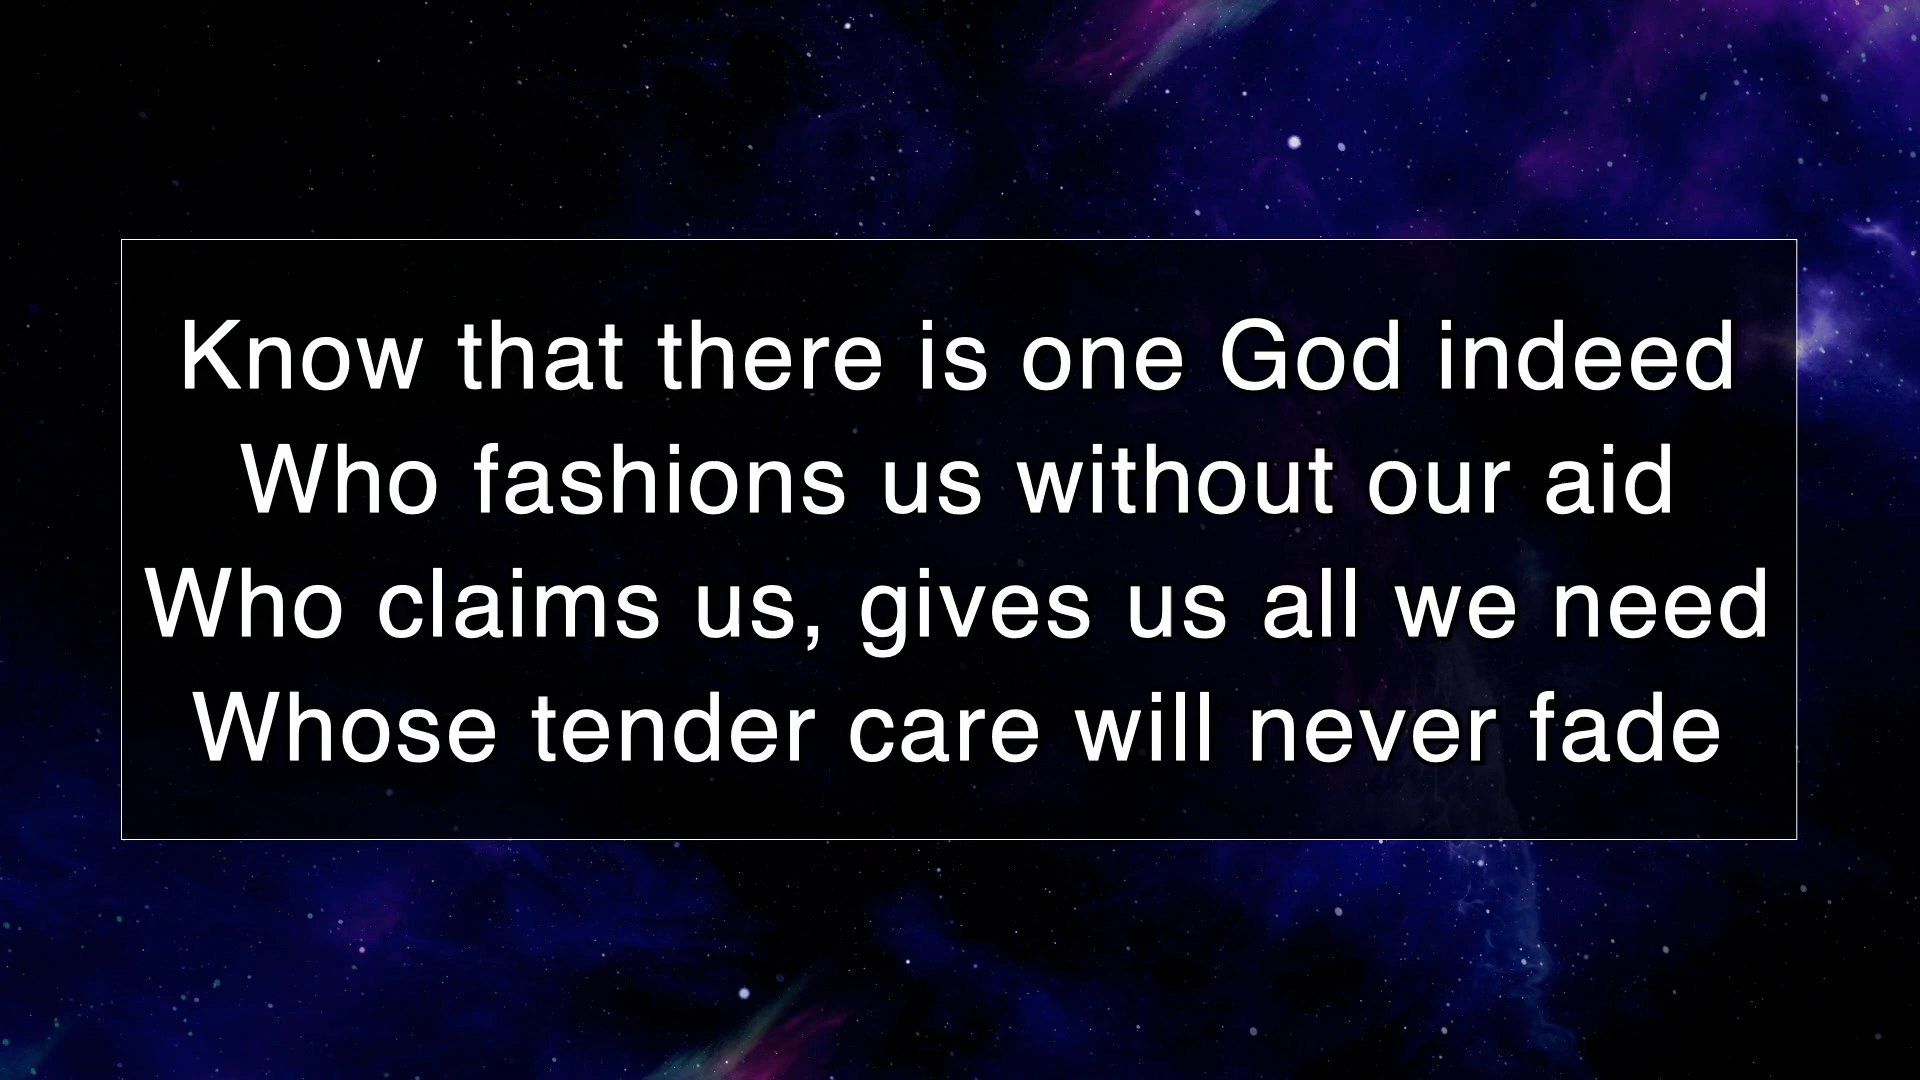 Know that there is one God indeed
Who fashions us without our aid
Who claims us, gives us all we need
Whose tender care will never fade